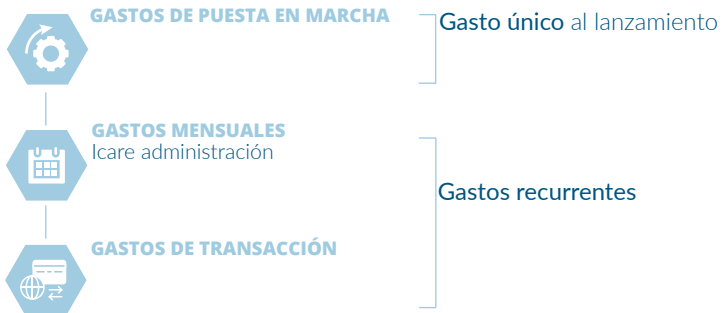 GASTOS DE PUESTA EN MARCHA
Gasto único al lanzamiento
GASTOS MENSUALES
Icare administración
Gastos recurrentes
GASTOS DE TRANSACCIÓN